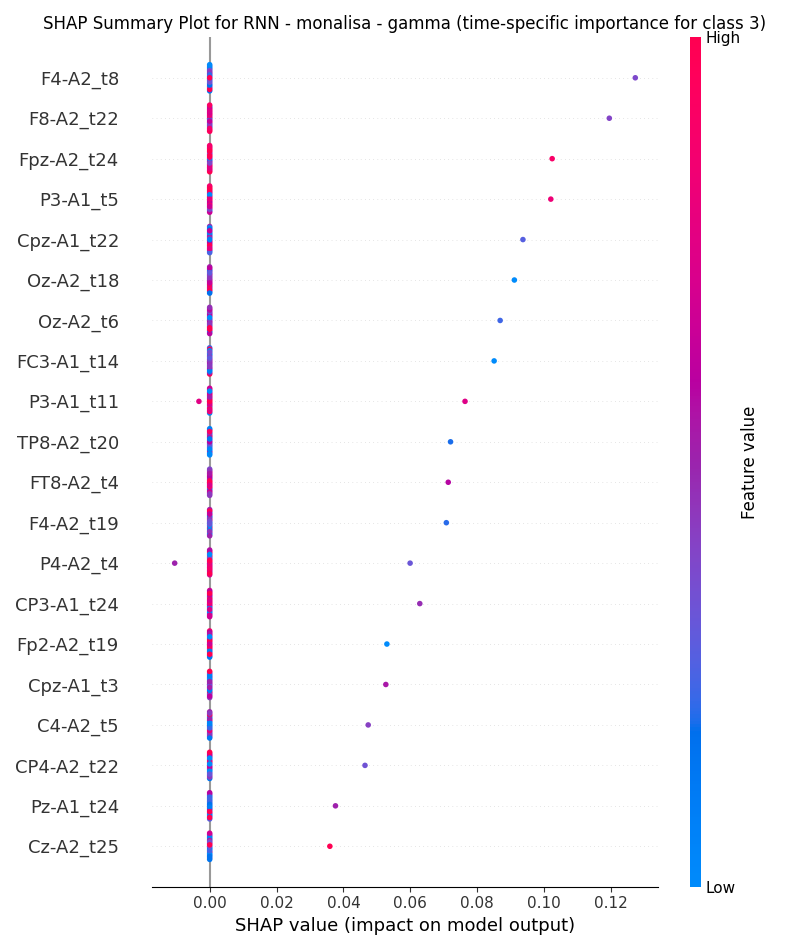 SHAP Summary Plot for RNN - monalisa - gamma (time-specific importance for class 3)
High
F4-A2_t8
F8-A2_t22
Fpz-A2_t24
P3-A1_t5
Cpz-A1_t22
Oz-A2_t18
Oz-A2_t6
FC3-A1_t14
P3-A1_t11
TP8-A2_t20
FT8-A2_t4
F4-A2_t19
P4-A2_t4
CP3-A1_t24
Fp2-A2_t19
Cpz-A1_t3
C4-A2_t5
CP4-A2_t22
Pz-A1_t24
Cz-A2_t25
Feature value
Low
0.00 0.02 0.04 0.06 0.08 0.10 0.12
SHAP value (impact on model output)